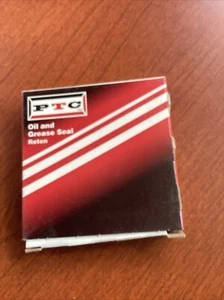 PTC
Oil and
Grease Seal
Reten